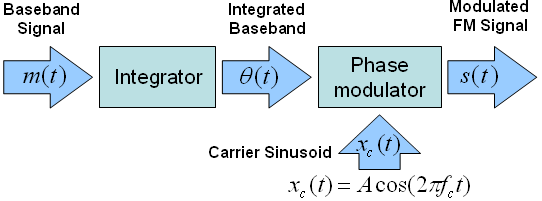 Baseband
Signal
Integrated
Baseband
Modulated
FM Signal
m(t)
Integrator
θ(t)
Phase
modulator
s(t)
Carrier Sinusoid
x_c(t)
x_c(t) = A cos(2πf_c t)